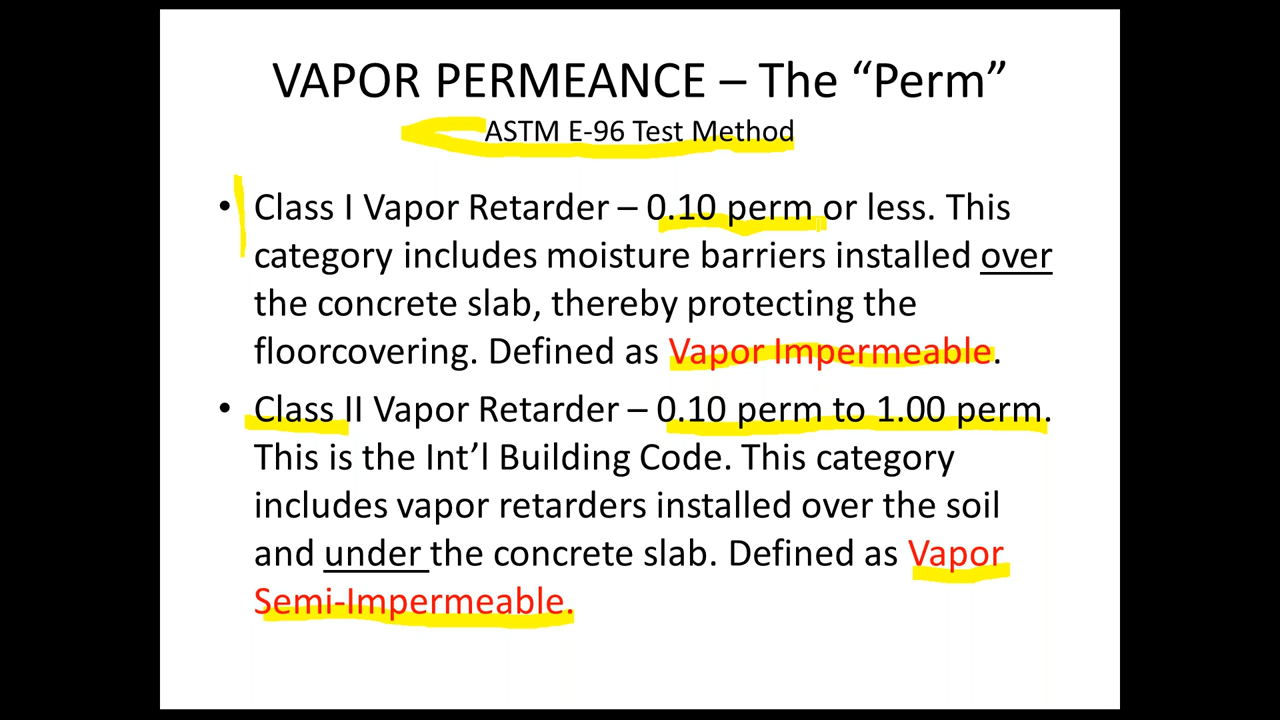 VAPOR PERMEANCE – The “Perm”
ASTM E-96 Test Method
• Class I Vapor Retarder – 0.10 perm or less. This
category includes moisture barriers installed over
the concrete slab, thereby protecting the
floorcovering. Defined as Vapor Impermeable.
• Class II Vapor Retarder – 0.10 perm to 1.00 perm.
This is the Int’l Building Code. This category
includes vapor retarders installed over the soil
and under the concrete slab. Defined as Vapor
Semi-Impermeable.